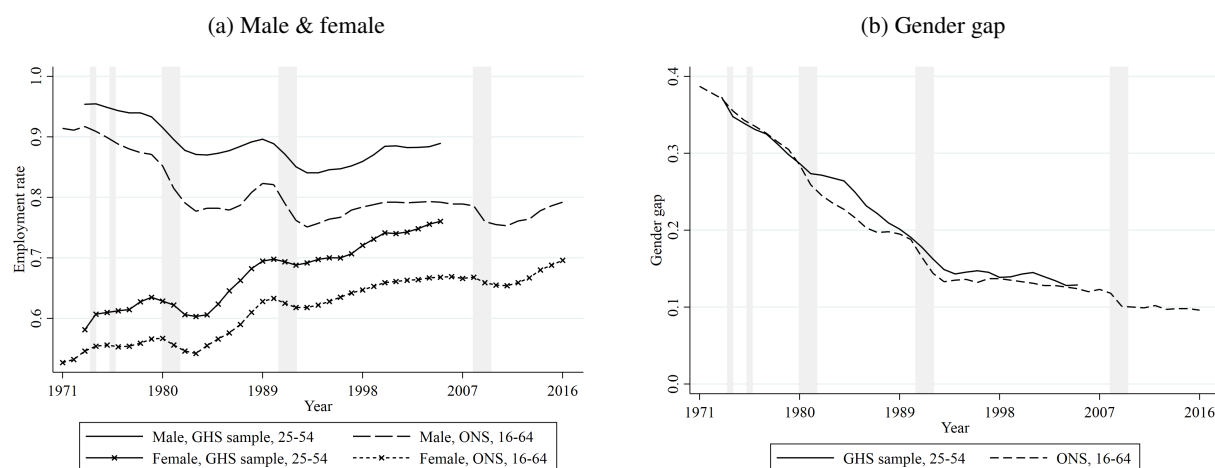 (a) Male & female
1.0
0.9
0.8
0.7
0.6
Employment rate
1971 1980 1989 1998 2007 2016
Year
Male, GHS sample, 25-54 Male, ONS, 16-64
Female, GHS sample, 25-54 Female, ONS, 16-64
(b) Gender gap
0.4
0.3
0.2
0.1
0.0
Gender gap
1971 1980 1989 1998 2007 2016
Year
GHS sample, 25-54 ONS, 16-64